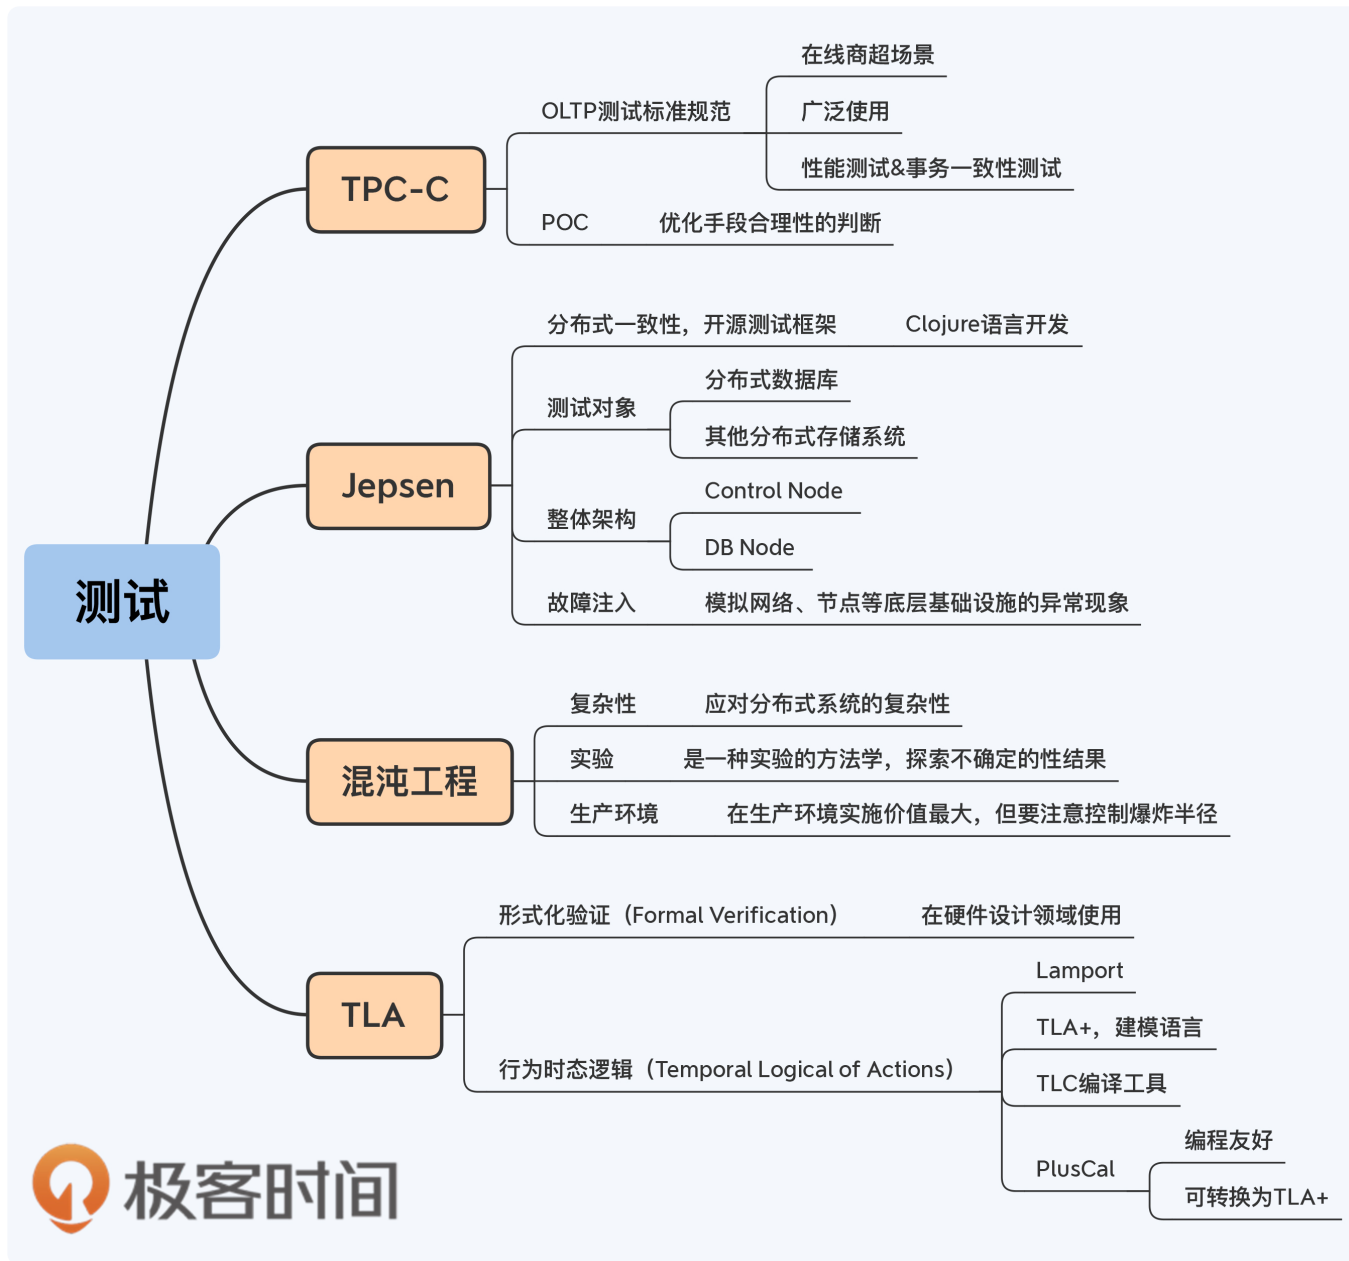 测试
TPC-C
OLTP测试标准规范
在线商超场景
广泛使用
性能测试&事务一致性测试
POC
优化手段合理性的判断
Jepsen
分布式一致性，开源测试框架
Clojure语言开发
测试对象
分布式数据库
其他分布式存储系统
整体架构
Control Node
DB Node
故障注入
模拟网络、节点等底层基础设施的异常现象
混沌工程
复杂性
应对分布式系统的复杂性
实验
是一种实验的方法学，探索不确定的性结果
生产环境
在生产环境实施价值最大，但要注意控制爆炸半径
TLA
形式化验证（Formal Verification）
在硬件设计领域使用
行为时态逻辑（Temporal Logical of Actions）
Lamport
TLA+，建模语言
TLC编译工具
PlusCal
编程友好
可转换为TLA+
极客时间